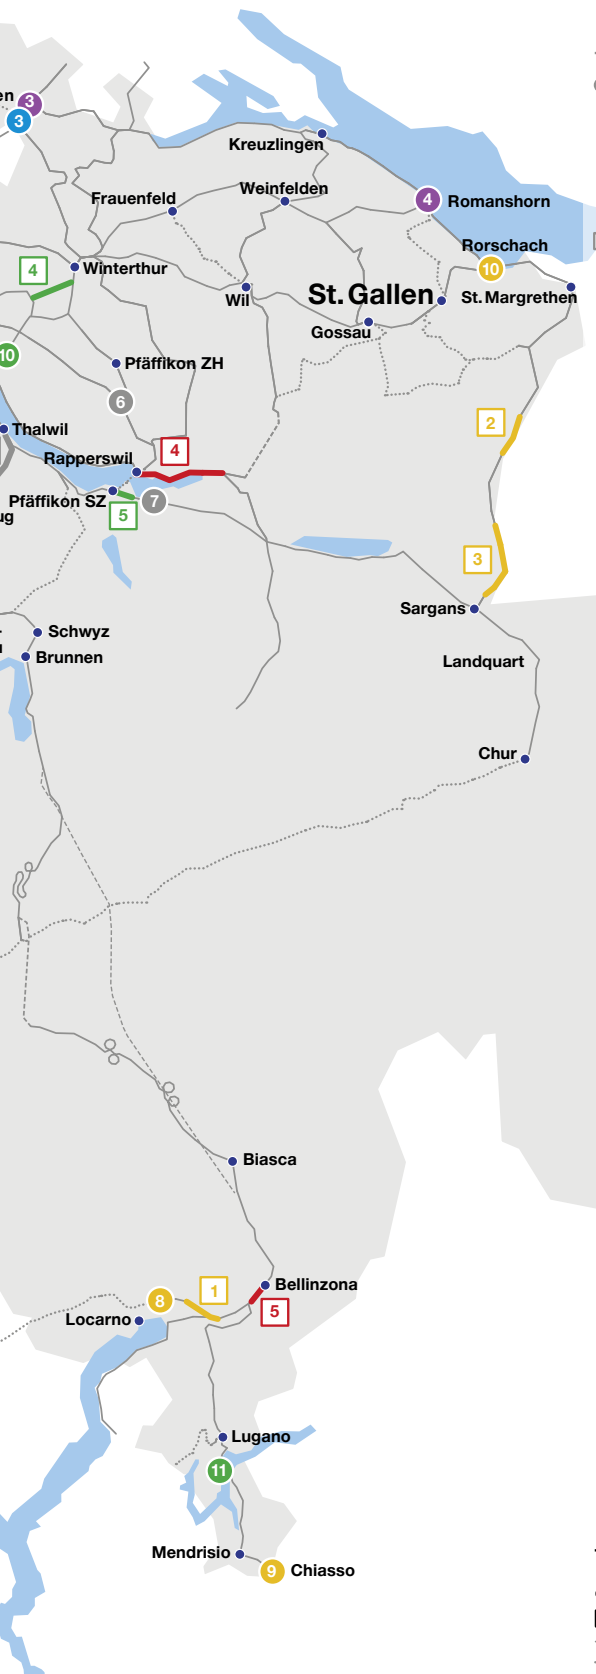 en
3
3
Kreuzlingen
Weinfelden
Frauenfeld
4
Romanshorn
Rorschach
4
Winterthur
10
Wil
St. Gallen
St. Margrethen
Gossau
10
Pfäffikon ZH
6
2
Thalwil
4
Rapperswil
Pfäffikon SZ
7
5
ug
3
Sargans
Schwyz
Brunnen
Landquart
Chur
Biasca
Bellinzona
1
8
5
Locarno
Lugano
11
Mendrisio
9
Chiasso